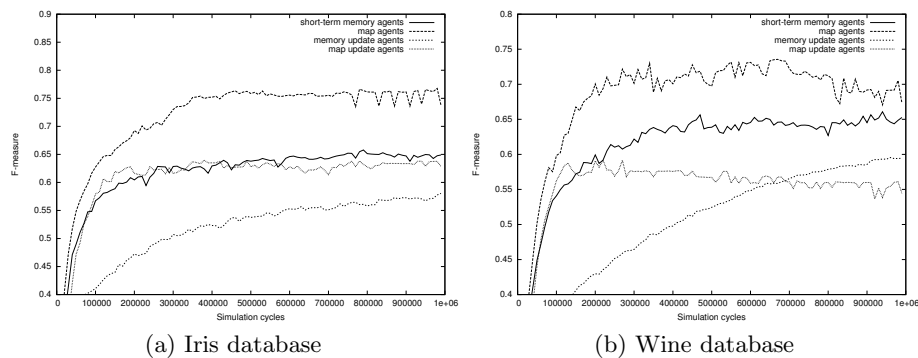 0.9
0.85
0.8
0.75
0.7
0.65
0.6
0.55
0.5
0.45
0.4
F-measure
short-term memory agents
map agents
memory update agents
map update agents
0 100000 200000 300000 400000 500000 600000 700000 800000 900000 1e+06
Simulation cycles
(a) Iris database
0.8
0.75
0.7
0.65
0.6
0.55
0.5
0.45
0.4
F-measure
short-term memory agents
map agents
memory update agents
map update agents
0 100000 200000 300000 400000 500000 600000 700000 800000 900000 1e+06
Simulation cycles
(b) Wine database